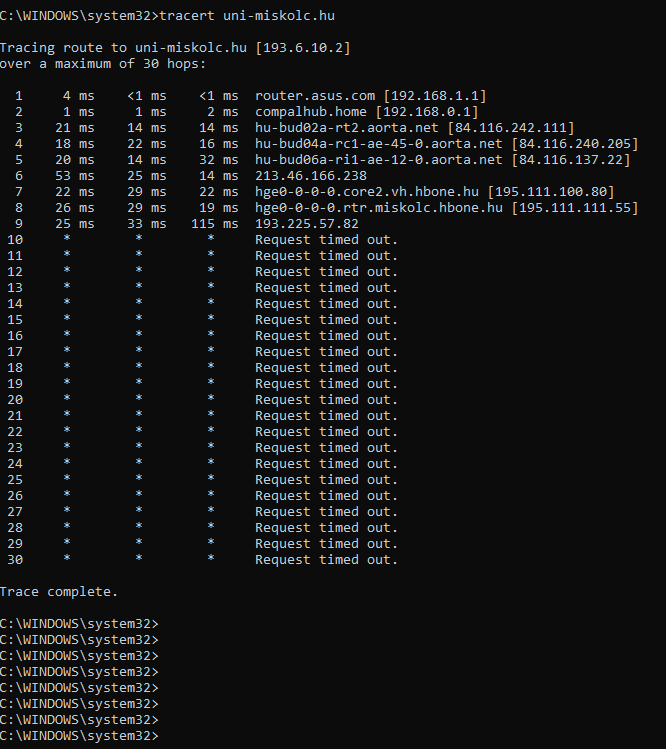 C:\WINDOWS\system32>tracert uni-miskolc.hu
Tracing route to uni-miskolc.hu [193.6.10.2]
over a maximum of 30 hops:
1 4 ms <1 ms <1 ms router.asus.com [192.168.1.1]
2 1 ms 1 ms 2 ms compalhub.home [192.168.0.1]
3 21 ms 14 ms 14 ms hu-bud02a-rt2.aorta.net [84.116.242.111]
4 18 ms 22 ms 16 ms hu-bud04a-rc1-ae-45-0.aorta.net [84.116.240.205]
5 20 ms 14 ms 32 ms hu-bud06a-ri1-ae-12-0.aorta.net [84.116.137.22]
6 53 ms 25 ms 14 ms 213.46.166.238
7 22 ms 29 ms 22 ms hge0-0-0-0.core2.vh.hbone.hu [195.111.100.80]
8 26 ms 29 ms 19 ms hge0-0-0-0.rtr.miskolc.hbone.hu [195.111.111.55]
9 25 ms 33 ms 115 ms 193.225.57.82
10 * * * Request timed out.
11 * * * Request timed out.
12 * * * Request timed out.
13 * * * Request timed out.
14 * * * Request timed out.
15 * * * Request timed out.
16 * * * Request timed out.
17 * * * Request timed out.
18 * * * Request timed out.
19 * * * Request timed out.
20 * * * Request timed out.
21 * * * Request timed out.
22 * * * Request timed out.
23 * * * Request timed out.
24 * * * Request timed out.
25 * * * Request timed out.
26 * * * Request timed out.
27 * * * Request timed out.
28 * * * Request timed out.
29 * * * Request timed out.
30 * * * Request timed out.
Trace complete.
C:\WINDOWS\system32>
C:\WINDOWS\system32>
C:\WINDOWS\system32>
C:\WINDOWS\system32>
C:\WINDOWS\system32>
C:\WINDOWS\system32>
C:\WINDOWS\system32>
C:\WINDOWS\system32>